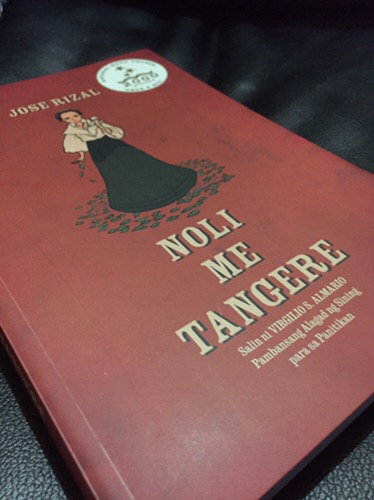 JOSE RIZAL
NOLI
ME
TANGERE
Salin ni VIRGILIO S. ALMARIO
Pambansang Alagad ng Sining
para sa Panitikan